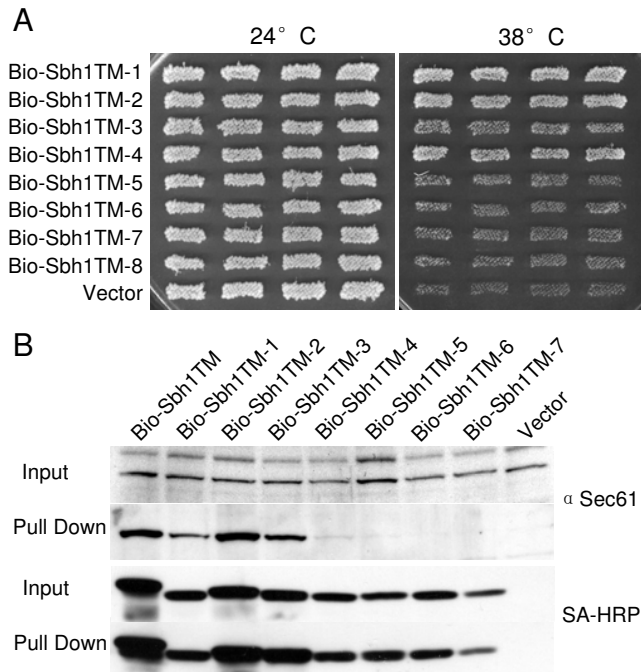 A
24° C
38° C
Bio-Sbh1TM-1
Bio-Sbh1TM-2
Bio-Sbh1TM-3
Bio-Sbh1TM-4
Bio-Sbh1TM-5
Bio-Sbh1TM-6
Bio-Sbh1TM-7
Bio-Sbh1TM-8
Vector
B
Bio-Sbh1TM
Bio-Sbh1TM-1
Bio-Sbh1TM-2
Bio-Sbh1TM-3
Bio-Sbh1TM-4
Bio-Sbh1TM-5
Bio-Sbh1TM-6
Bio-Sbh1TM-7
Vector
Input
α Sec61
Pull Down
Input
SA-HRP
Pull Down